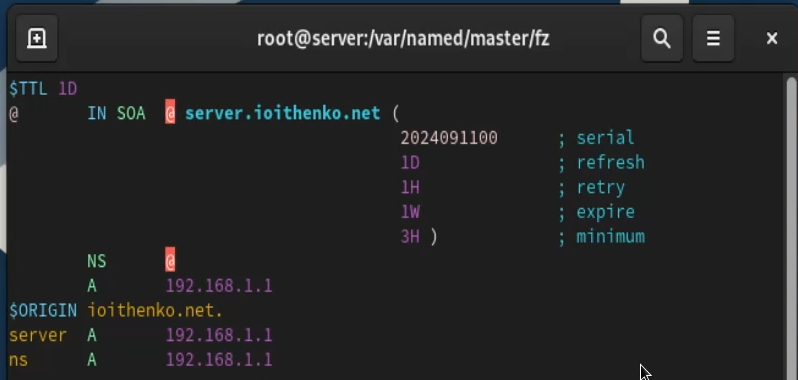 root@server:/var/named/master/fz
$TTL 1D
@ IN SOA @ server.ioithenko.net (
2024091100 ; serial
1D ; refresh
1H ; retry
1W ; expire
3H ) ; minimum
NS @
A 192.168.1.1
$ORIGIN ioithenko.net.
server A 192.168.1.1
ns A 192.168.1.1